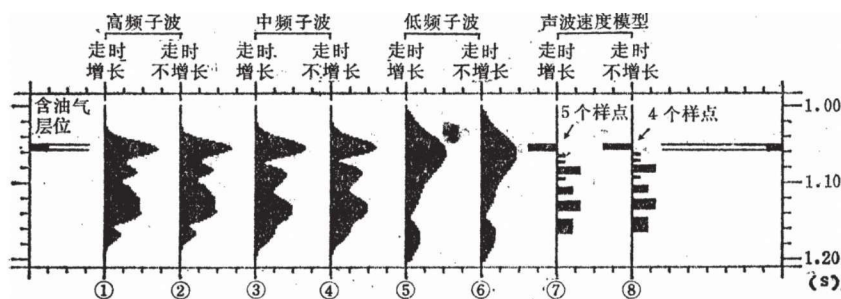 高频子波 中频子波 低频子波 声波速度模型
走时 走时 走时 走时 走时 走时 走时 走时
增长 不增长 增长 不增长 增长 不增长 增长 不增长
含油气 5个样点 4个样点 1.00
层位
1.10
1.20
(s)
① ② ③ ④ ⑤ ⑥ ⑦ ⑧